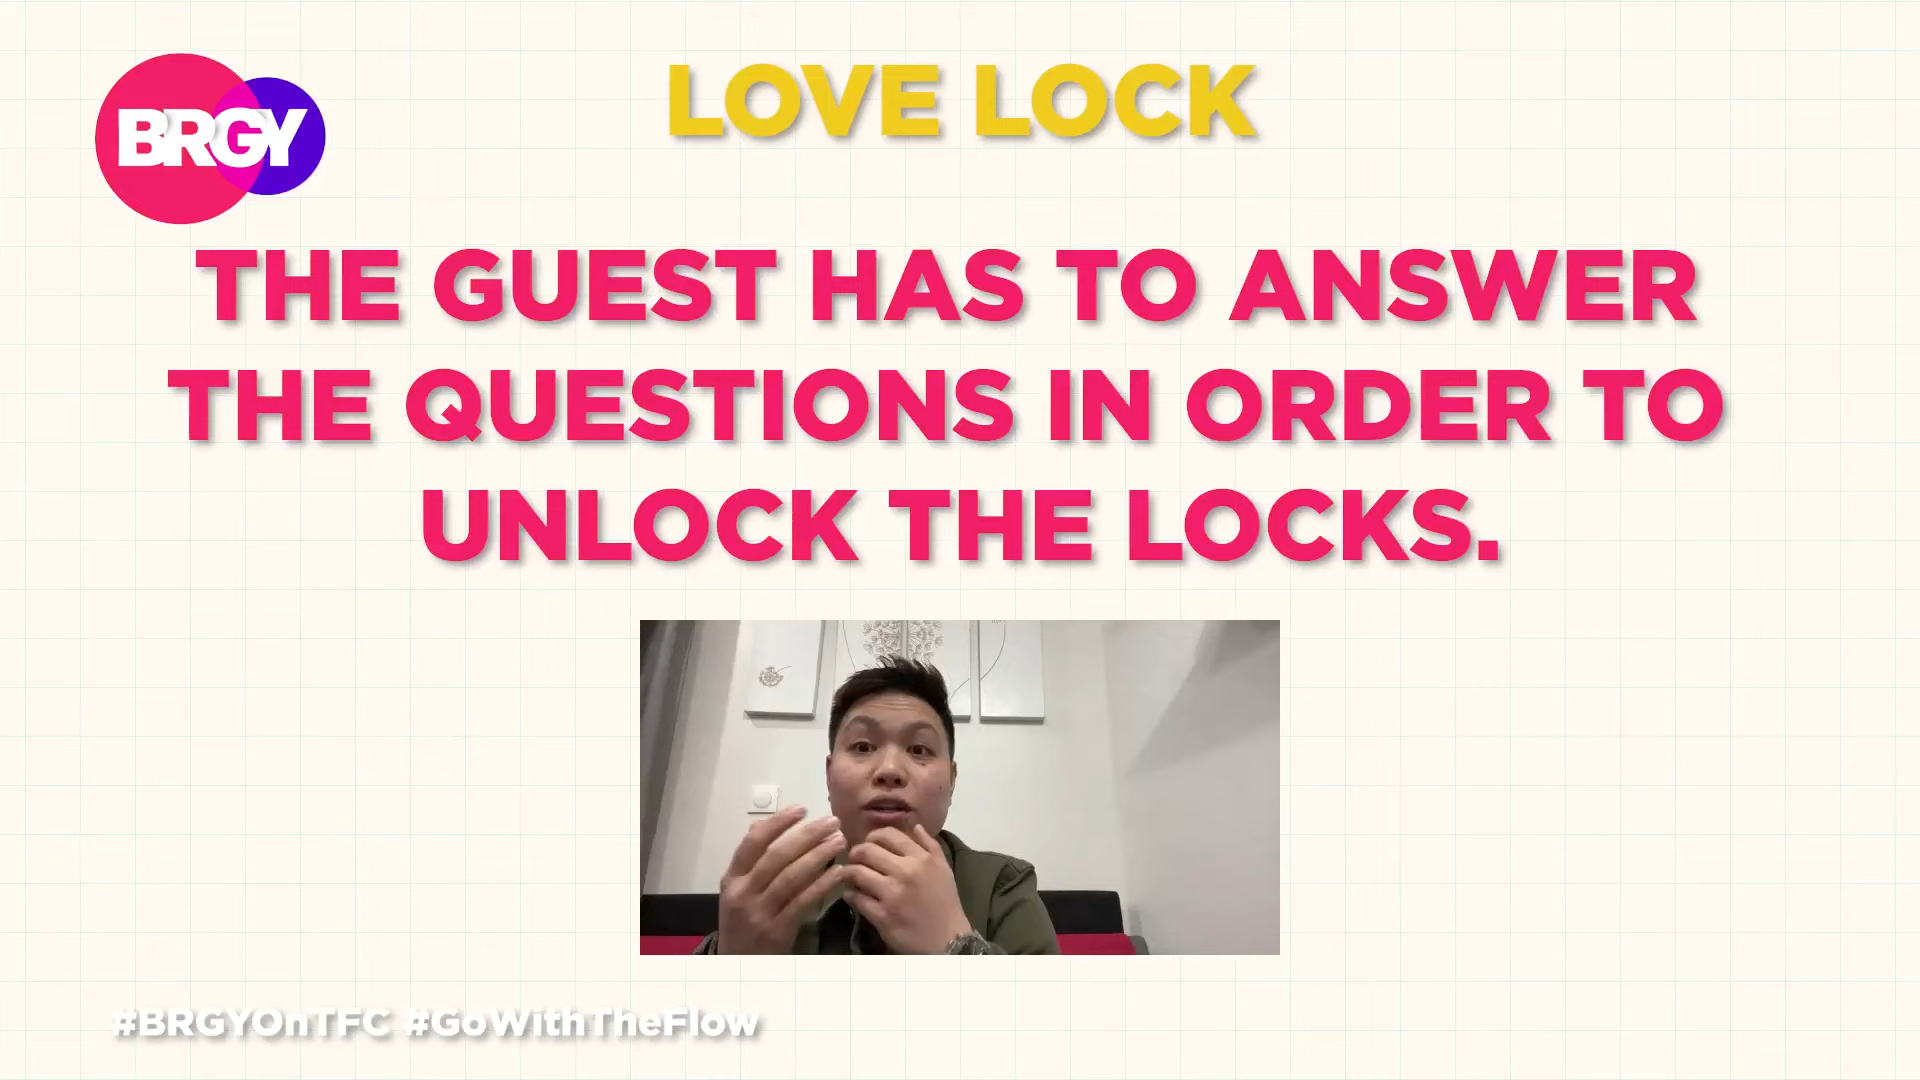 BRGY
LOVE LOCK
THE GUEST HAS TO ANSWER
THE QUESTIONS IN ORDER TO
UNLOCK THE LOCKS.
#BRGYOnTFC #GoWithTheFlow